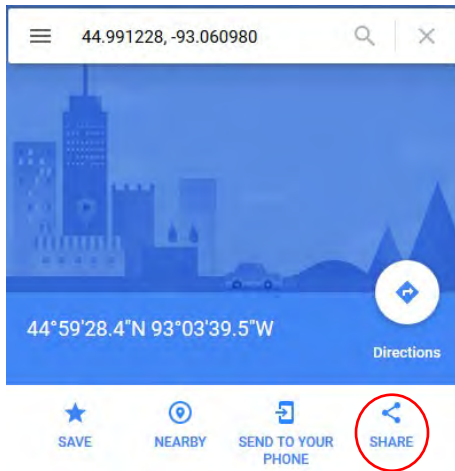 44.991228, -93.060980
44°59'28.4"N 93°03'39.5"W
Directions
SAVE
NEARBY
SEND TO YOUR
PHONE
SHARE